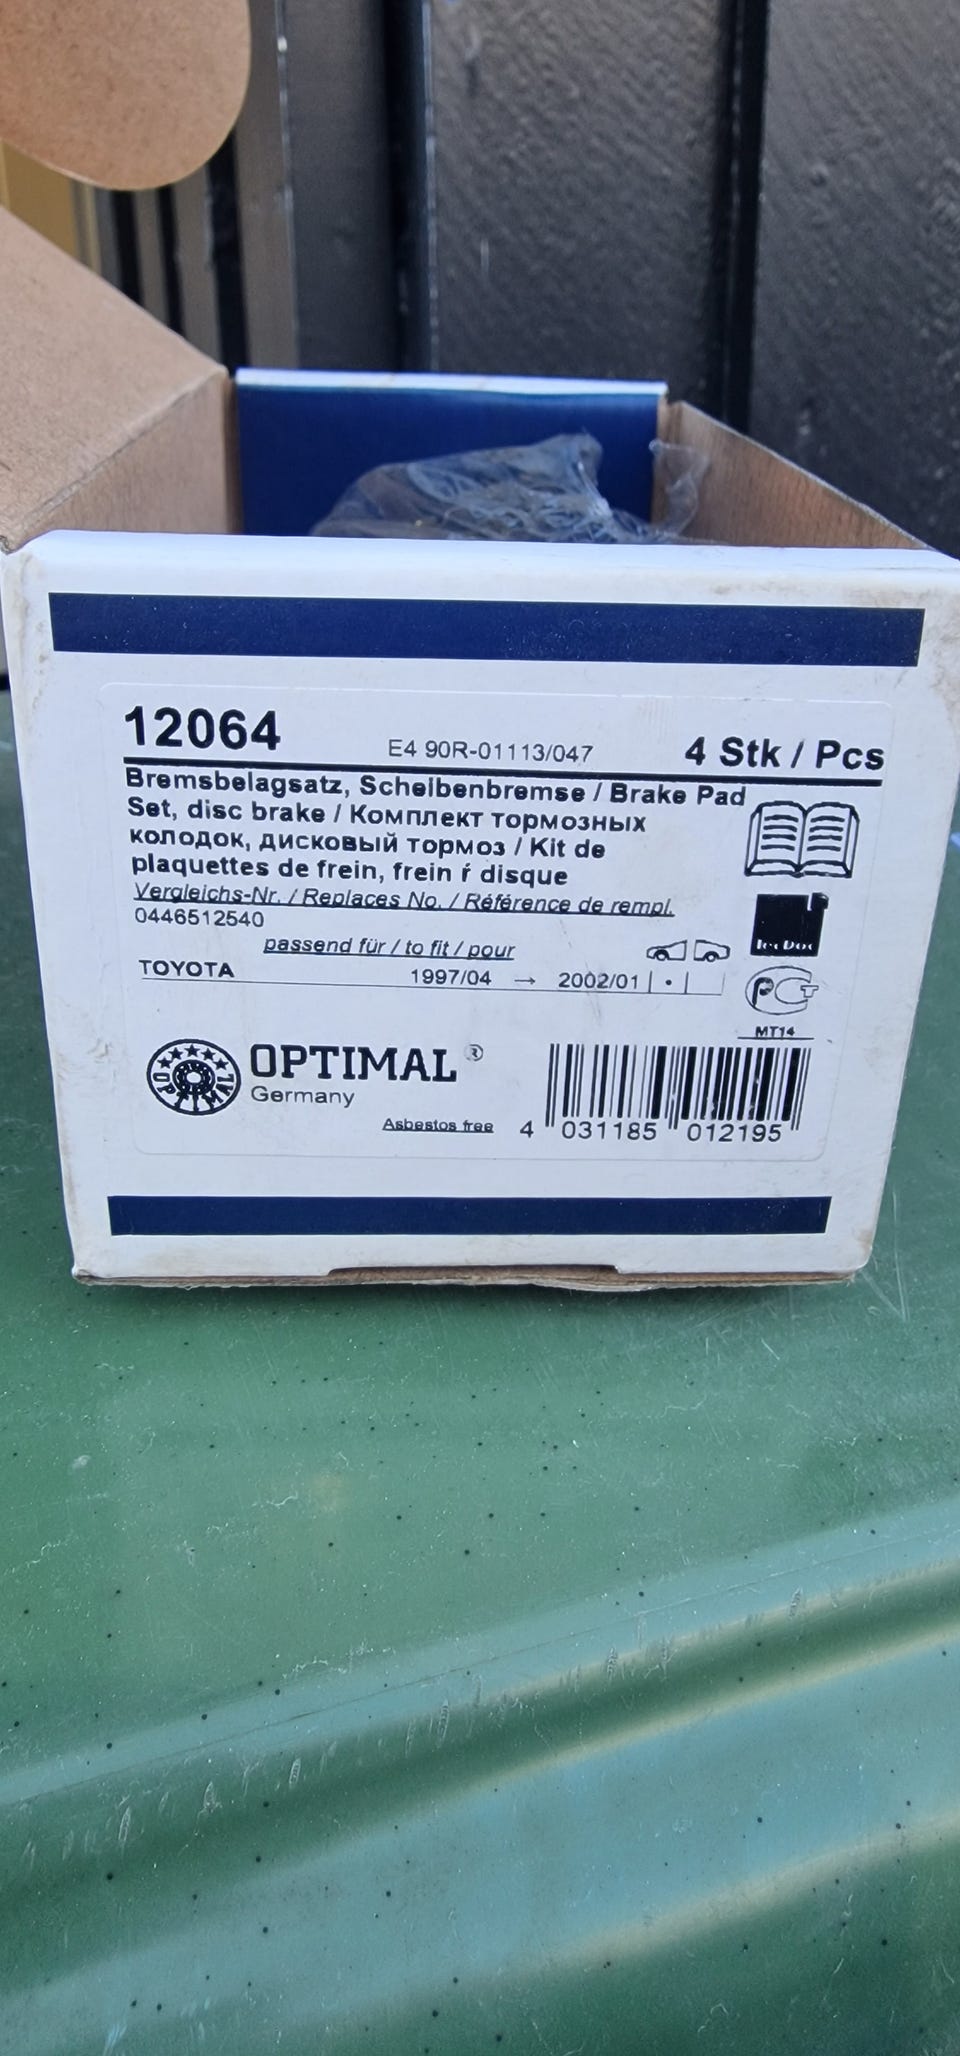 12064 E4 90R-01113/047 4 Stk / Pcs
Bremsbelagsatz, Scheibenbremse / Brake Pad
Set, disc brake / Комплект тормозных
колодок, дисковый тормоз / Kit de
plaquettes de frein, frein ŕ disque
Vergleichs-Nr. / Replaces No. / Référence de rempl.
0446512540
TecDoc
passend für / to fit / pour
TOYOTA 1997/04 → 2002/01
PCT
MT14
OPTIMAL ®
Germany
OPTIMAL
Asbestos free
4 031185 012195